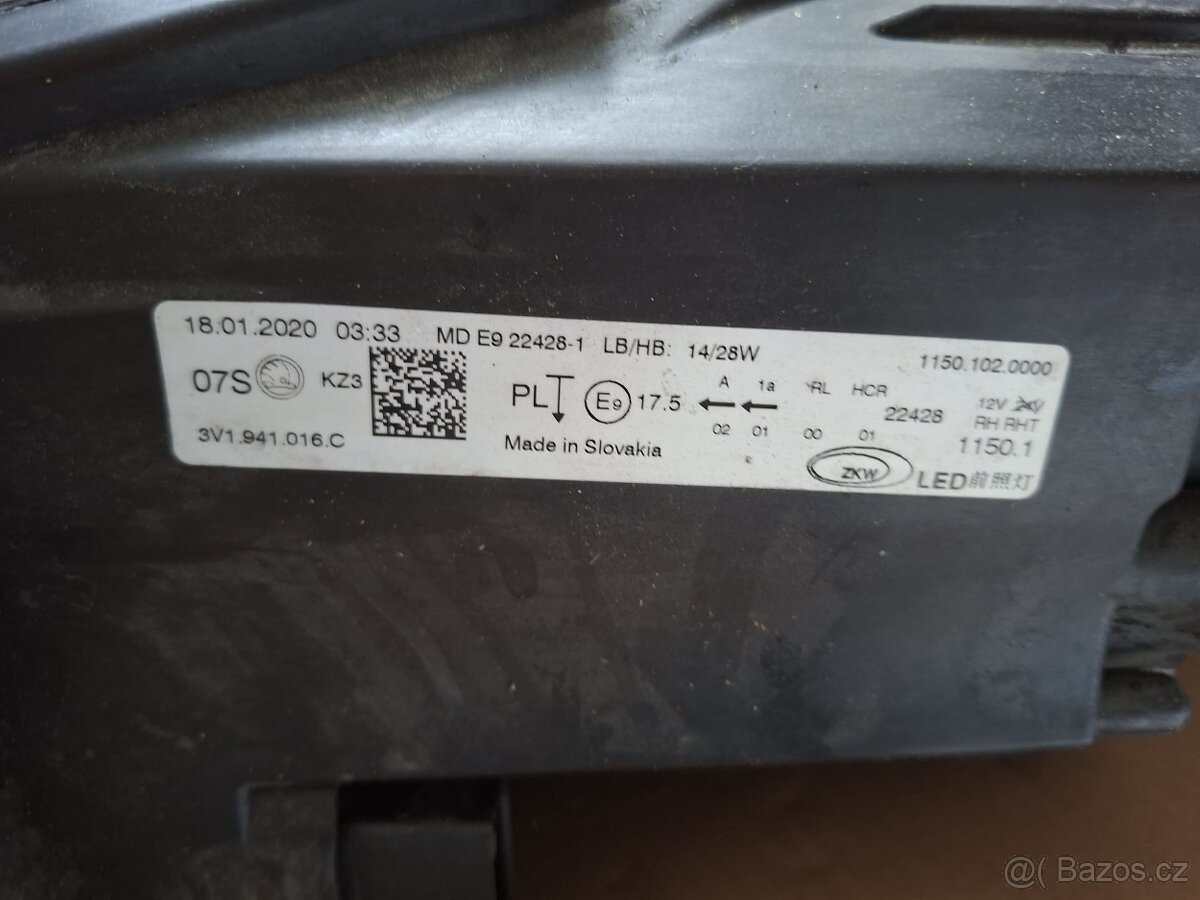 18.01.2020 03:33 MD E9 22428-1 LB/HB: 14/28W 1150.102.0000
07S KZ3 PL E9 17.5 A 1a RL HCR 22428 12V 24V
02 01 00 01 RH RHT
3V1.941.016.C Made in Slovakia 1150.1
ZKW LED前照灯
@( Bazos.cz